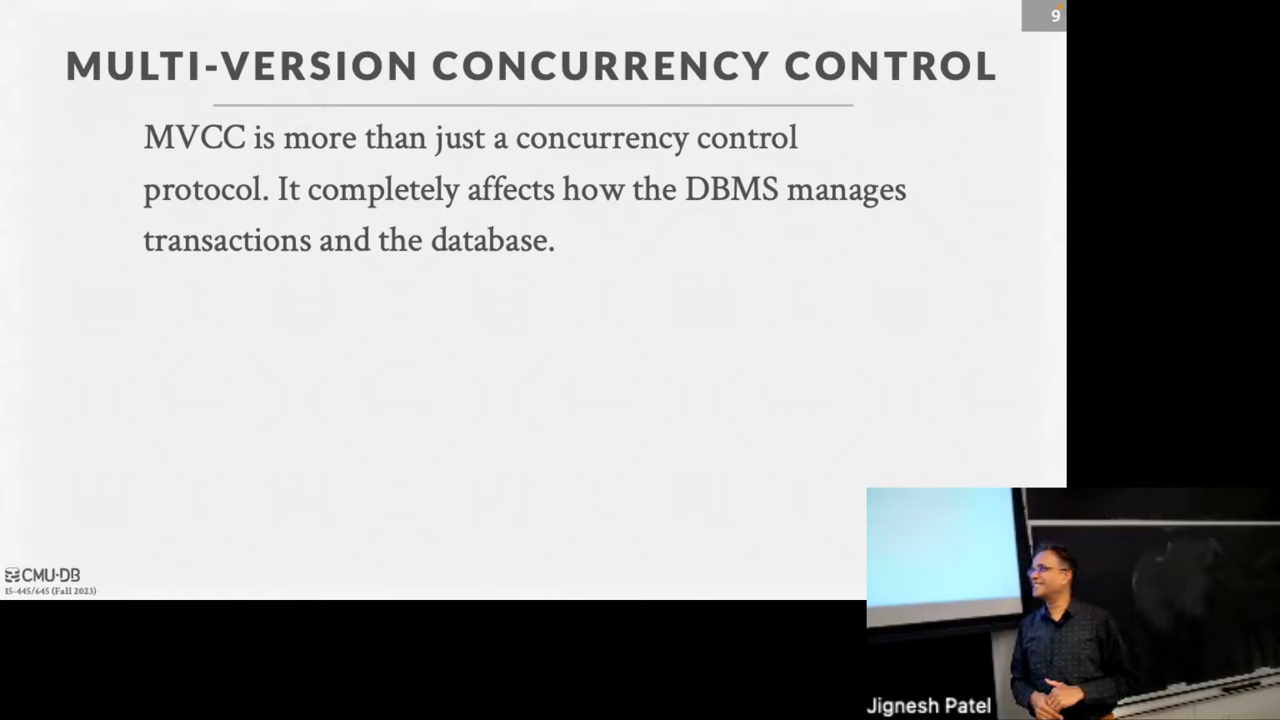 9
MULTI-VERSION CONCURRENCY CONTROL
MVCC is more than just a concurrency control
protocol. It completely affects how the DBMS manages
transactions and the database.
CMU·DB
15-445/645 (Fall 2023)
Jignesh Patel